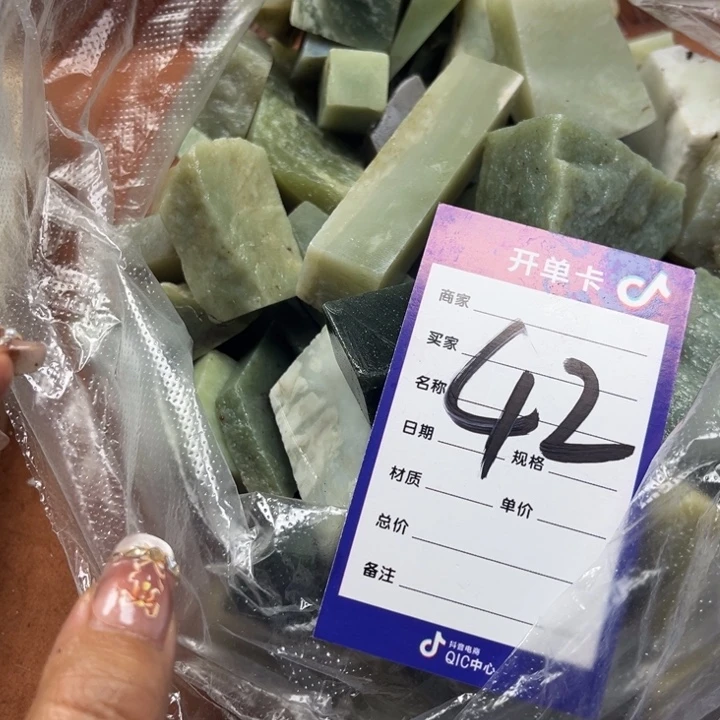 开单卡
商家
买家
42
名称
日期 规格
材质 单价
总价
备注
抖音电商
QIC中心